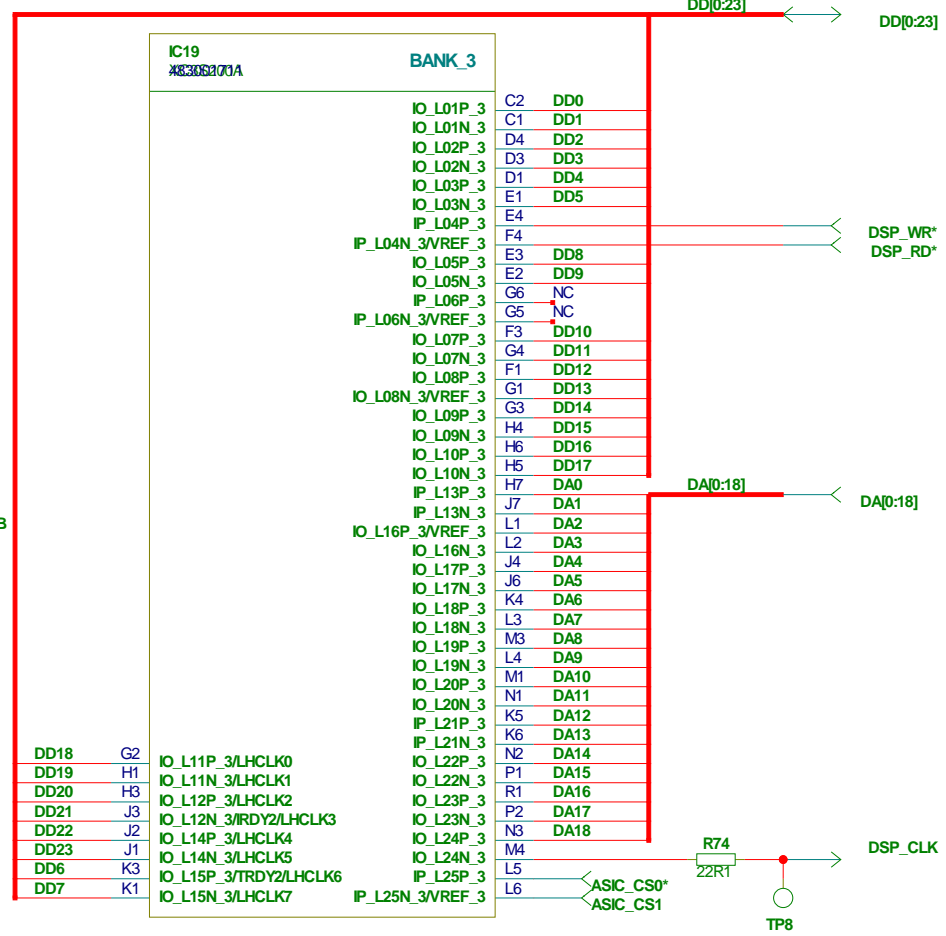 DD[0:23]
DD[0:23]
IC19
BANK_3
IO_L01P_3 C2 DD0
IO_L01N_3 C1 DD1
IO_L02P_3 D4 DD2
IO_L02N_3 D3 DD3
IO_L03P_3 D1 DD4
IO_L03N_3 E1 DD5
IP_L04P_3 E4 DSP_WR*
IP_L04N_3/VREF_3 F4 DSP_RD*
IO_L05P_3 E3 DD8
IO_L05N_3 E2 DD9
IP_L06P_3 G6 NC
IP_L06N_3/VREF_3 G5 NC
IO_L07P_3 F3 DD10
IO_L07N_3 G4 DD11
IO_L08P_3 F1 DD12
IO_L08N_3/VREF_3 G1 DD13
IO_L09P_3 G3 DD14
IO_L09N_3 H4 DD15
IO_L10P_3 H6 DD16
IO_L10N_3 H5 DD17
IP_L13P_3 H7 DA0 DA[0:18]
IP_L13N_3 J7 DA1 DA[0:18]
IO_L16P_3/VREF_3 L1 DA2
B
IO_L16N_3 L2 DA3
IO_L17P_3 J4 DA4
IO_L17N_3 J6 DA5
IO_L18P_3 K4 DA6
IO_L18N_3 L3 DA7
IO_L19P_3 M3 DA8
IO_L19N_3 L4 DA9
IO_L20P_3 M1 DA10
IO_L20N_3 N1 DA11
IP_L21P_3 K5 DA12
IP_L21N_3 K6 DA13
DD18 G2 IO_L11P_3/LHCLK0 IO_L22P_3 N2 DA14
DD19 H1 IO_L11N_3/LHCLK1 IO_L22N_3 P1 DA15
DD20 H3 IO_L12P_3/LHCLK2 IO_L23P_3 R1 DA16
DD21 J3 IO_L12N_3/IRDY2/LHCLK3 IO_L23N_3 P2 DA17
DD22 J2 IO_L14P_3/LHCLK4 IO_L24P_3 N3 DA18
DD23 J1 IO_L14N_3/LHCLK5 IO_L24N_3 M4 R74 22R1 DSP_CLK
DD6 K3 IO_L15P_3/TRDY2/LHCLK6 IP_L25P_3 L5 ASIC_CS0*
DD7 K1 IO_L15N_3/LHCLK7 IP_L25N_3/VREF_3 L6 ASIC_CS1
TP8